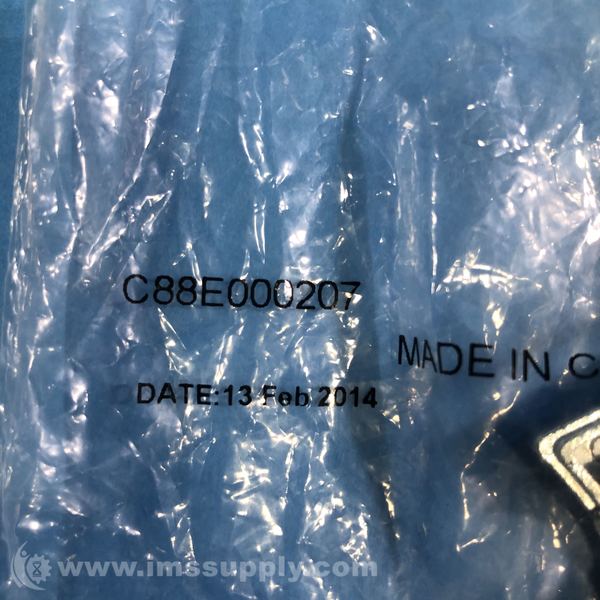 C88E000207
MADE IN C
DATE:13 Feb 2014
www.imssupply.com